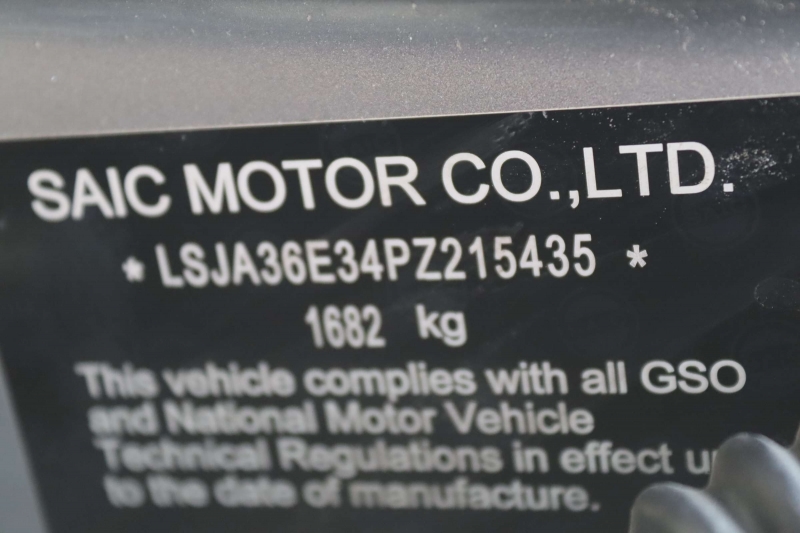 SAIC MOTOR CO.,LTD.
* LSJA36E34PZ215435 *
1682 kg
This vehicle complies with all GSO
and National Motor Vehicle
Technical Regulations in effect
to the date of manufacture.